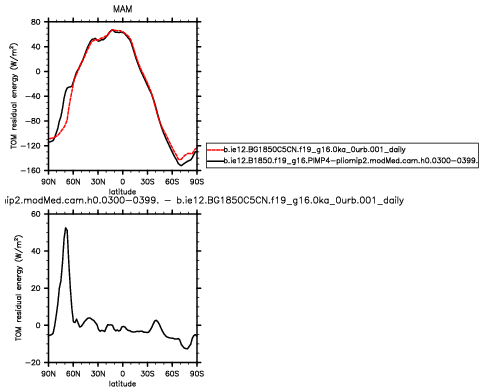 MAM
TOM residual energy (W/m²)
80
40
0
−40
−80
−120
−160
90N 60N 30N 0 30S 60S 90S
latitude
b.ie12.BG1850C5CN.f19_g16.0ka_0urb.001_daily
b.ie12.B1850.f19_g16.PIMP4-pliomip2.modMed.cam.h0.0300-0399.
ip2.modMed.cam.h0.0300-0399. − b.ie12.BG1850C5CN.f19_g16.0ka_0urb.001_daily
TOM residual energy (W/m²)
60
40
20
0
−20
90N 60N 30N 0 30S 60S 90S
latitude